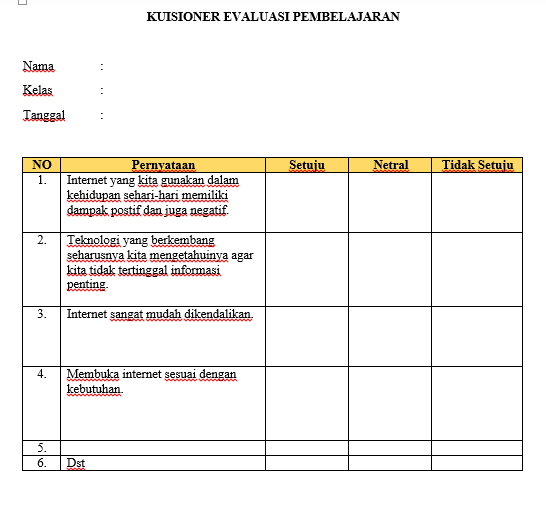 KUISIONER EVALUASI PEMBELAJARAN
Nama :
Kelas :
Tanggal :
NO Pernyataan Setuju Netral Tidak Setuju
1. Internet yang kita gunakan dalam
kehidupan sehari-hari memiliki
dampak postif dan juga negatif.
2. Teknologi yang berkembang
seharusnya kita mengetahuinya agar
kita tidak tertinggal informasi
penting.
3. Internet sangat mudah dikendalikan.
4. Membuka internet sesuai dengan
kebutuhan.
5.
6. Dst